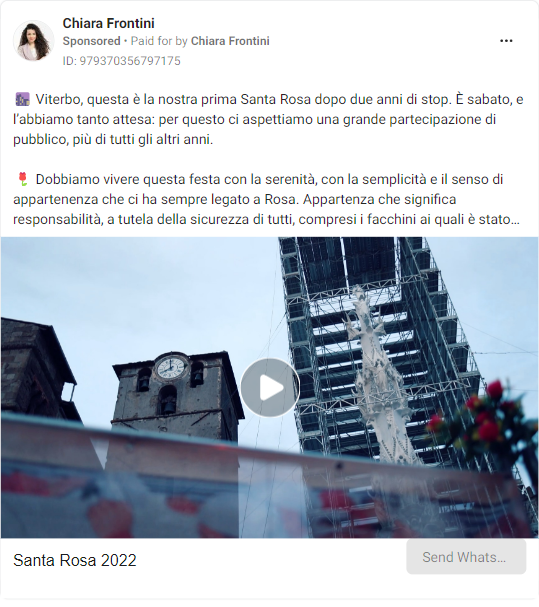 Chiara Frontini
Sponsored • Paid for by Chiara Frontini
ID: 979370356797175
Viterbo, questa è la nostra prima Santa Rosa dopo due anni di stop. È sabato, e
l’abbiamo tanto attesa: per questo ci aspettiamo una grande partecipazione di
pubblico, più di tutti gli altri anni.
Dobbiamo vivere questa festa con la serenità, con la semplicità e il senso di
appartenenza che ci ha sempre legato a Rosa. Appartenza che significa
responsabilità, a tutela della sicurezza di tutti, compresi i facchini ai quali è stato...
Santa Rosa 2022
Send Whats...